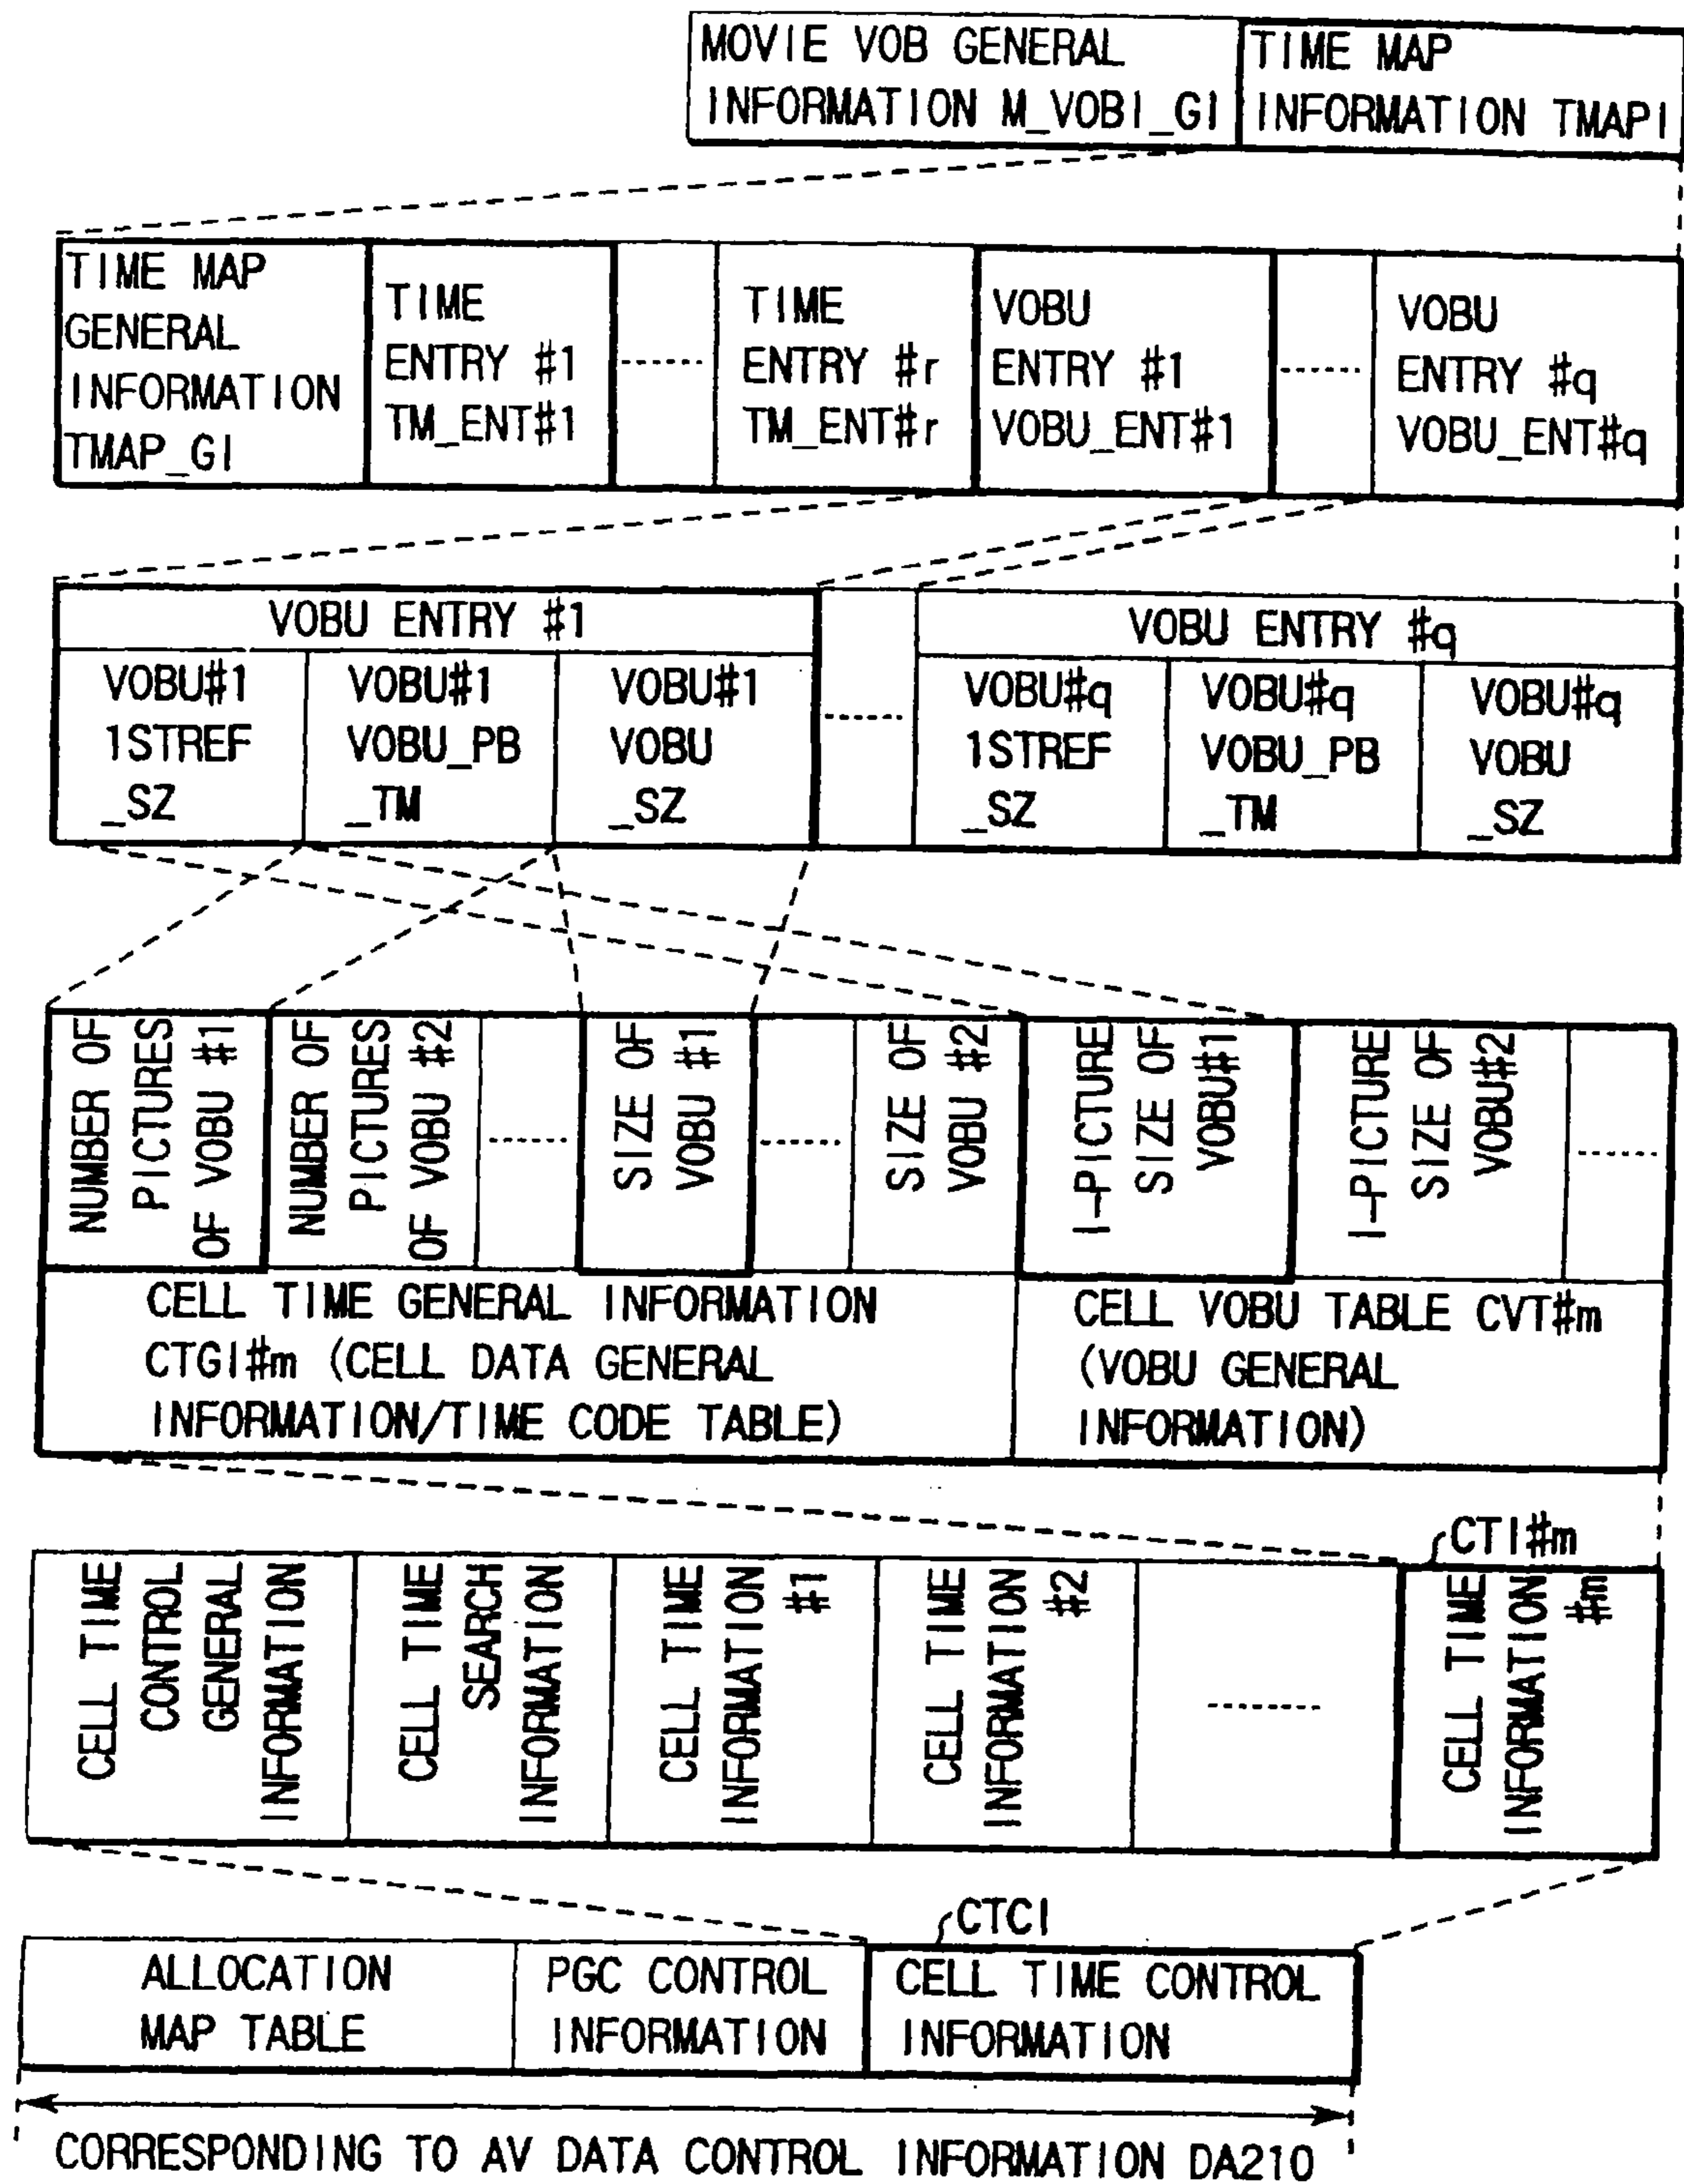 MOVIE VOB GENERAL
INFORMATION M_VOBI_GI
TIME MAP
INFORMATION TMAPI
TIME MAP
GENERAL
INFORMATION
TMAP_GI
TIME
ENTRY #1
TM_ENT#1
TIME
ENTRY #r
TM_ENT#r
VOBU
ENTRY #1
VOBU_ENT#1
VOBU
ENTRY #q
VOBU_ENT#q
VOBU ENTRY #1
VOBU ENTRY #q
VOBU#1
1STREF
_SZ
VOBU#1
VOBU_PB
_TM
VOBU#1
VOBU
_SZ
VOBU#q
1STREF
_SZ
VOBU#q
VOBU_PB
_TM
VOBU#q
VOBU
_SZ
NUMBER OF
PICTURES
OF VOBU #1
NUMBER OF
PICTURES
OF VOBU #2
SIZE OF
VOBU #1
SIZE OF
VOBU #2
I-PICTURE
SIZE OF
VOBU#1
I-PICTURE
SIZE OF
VOBU#2
CELL TIME GENERAL INFORMATION
CTGI#m (CELL DATA GENERAL
INFORMATION/TIME CODE TABLE)
CELL VOBU TABLE CVT#m
(VOBU GENERAL
INFORMATION)
CTI#m
CELL TIME
CONTROL
GENERAL
INFORMATION
CELL TIME
SEARCH
INFORMATION
CELL TIME
INFORMATION
#1
CELL TIME
INFORMATION
#2
CELL TIME
INFORMATION
#m
CTCI
ALLOCATION
MAP TABLE
PGC CONTROL
INFORMATION
CELL TIME CONTROL
INFORMATION
CORRESPONDING TO AV DATA CONTROL INFORMATION DA210